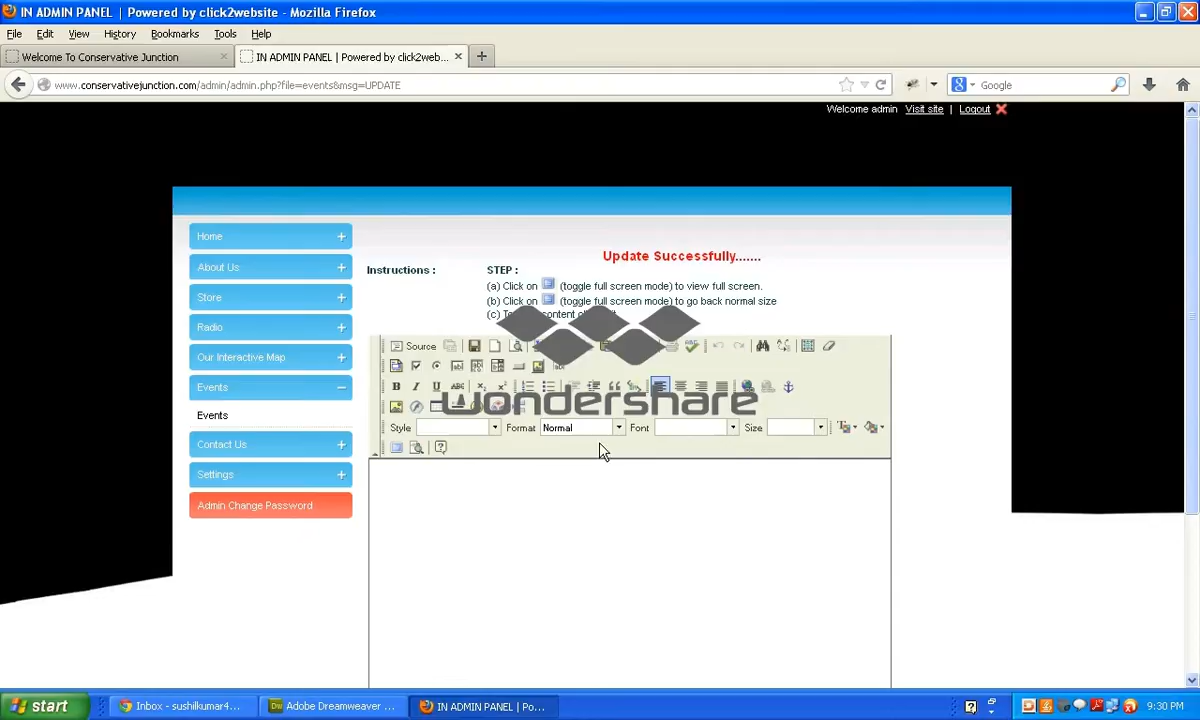 IN ADMIN PANEL | Powered by click2website - Mozilla Firefox
File Edit View History Bookmarks Tools Help
Welcome To Conservative Junction
IN ADMIN PANEL | Powered by click2web...
www.conservativejunction.com/admin/admin.php?file=events&msg=UPDATE
Google
Welcome admin Visit site | Logout
Home
About Us
Store
Radio
Our Interactive Map
Events
Events
Contact Us
Settings
Admin Change Password
Update Successfully.......
Instructions : STEP :
(a) Click on (toggle full screen mode) to view full screen.
(b) Click on (toggle full screen mode) to go back normal size
(c)
Source
wondershare
Style Format Normal Font Size
start
Inbox - sushilkumar4...
Adobe Dreamweaver ...
IN ADMIN PANEL | Po...
9:30 PM